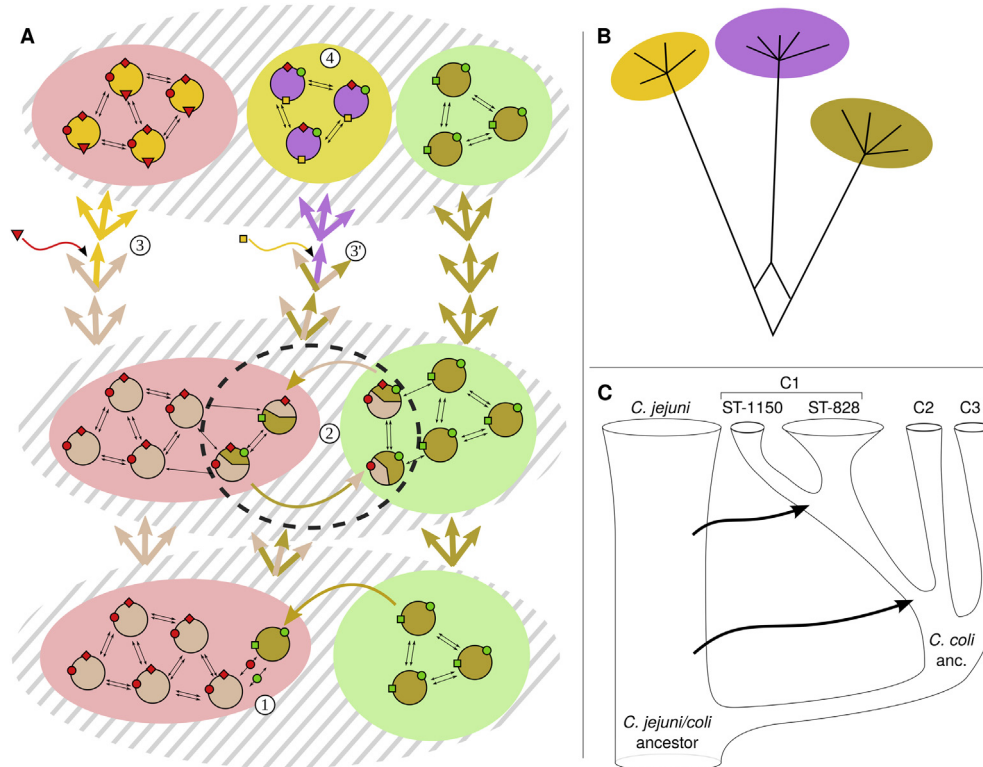 A
4
3
3'
2
1
B
C
C1
C. jejuni
ST-1150
ST-828
C2
C3
C. coli
anc.
C. jejuni/coli
ancestor